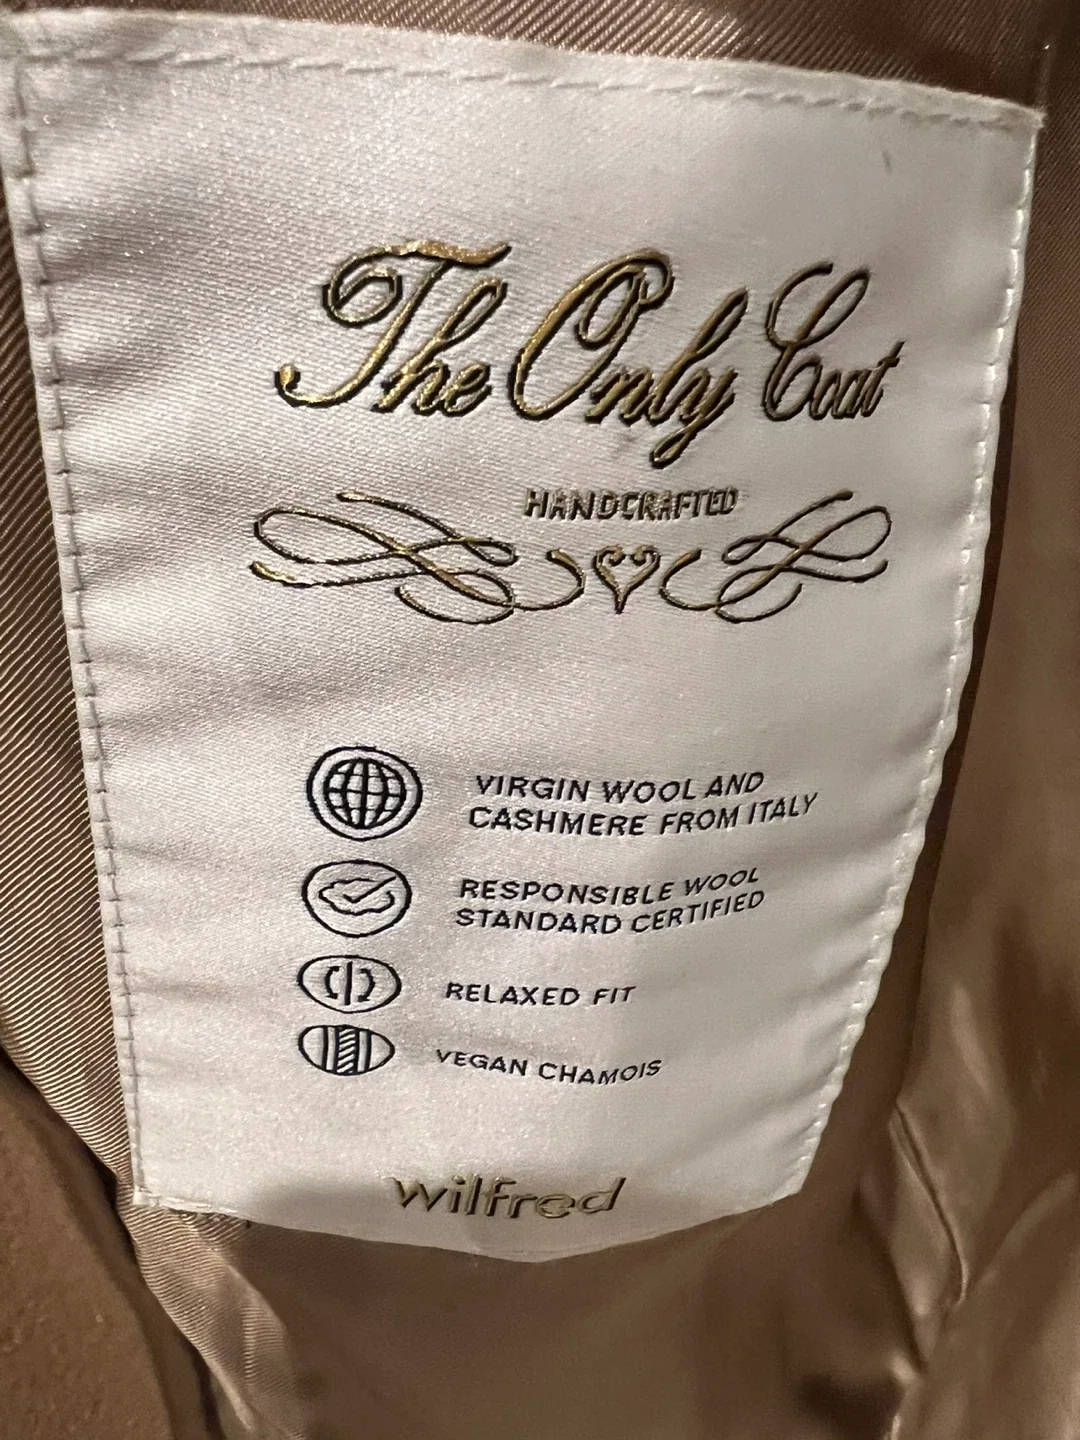 The Only Coat
HANDCRAFTED
VIRGIN WOOL AND
CASHMERE FROM ITALY
RESPONSIBLE WOOL
STANDARD CERTIFIED
RELAXED FIT
VEGAN CHAMOIS
wilfred